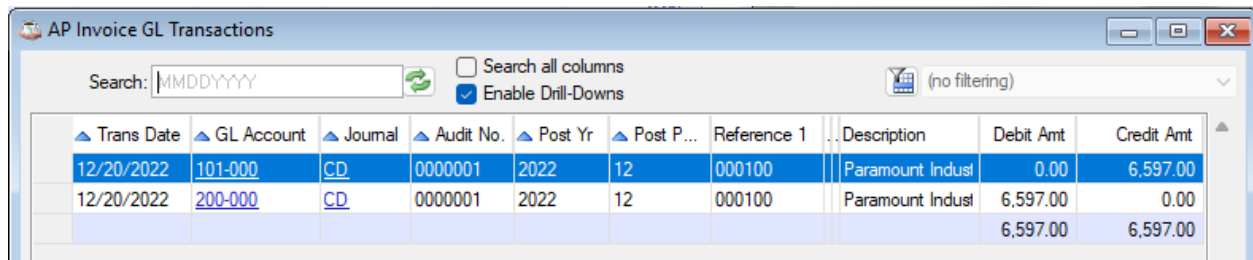 AP Invoice GL Transactions
Search: MMDDYYYY Search all columns (no filtering)
Enable Drill-Downs
Trans Date GL Account Journal Audit No. Post Yr Post P... Reference 1 .. Description Debit Amt Credit Amt
12/20/2022 101-000 CD 0000001 2022 12 000100 Paramount Indust 0.00 6,597.00
12/20/2022 200-000 CD 0000001 2022 12 000100 Paramount Indust 6,597.00 0.00
6,597.00 6,597.00